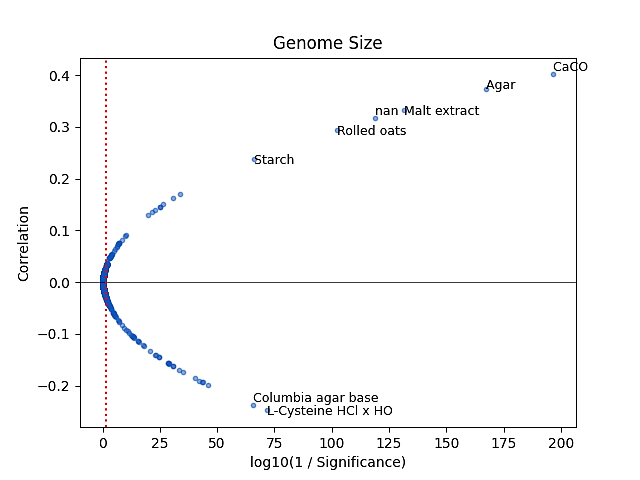 Genome Size
CaCO
Agar
nan Malt extract
Rolled oats
Starch
Columbia agar base
L-Cysteine HCl x HO
0.4
0.3
0.2
0.1
0.0
−0.1
−0.2
Correlation
0 25 50 75 100 125 150 175 200
log10(1 / Significance)